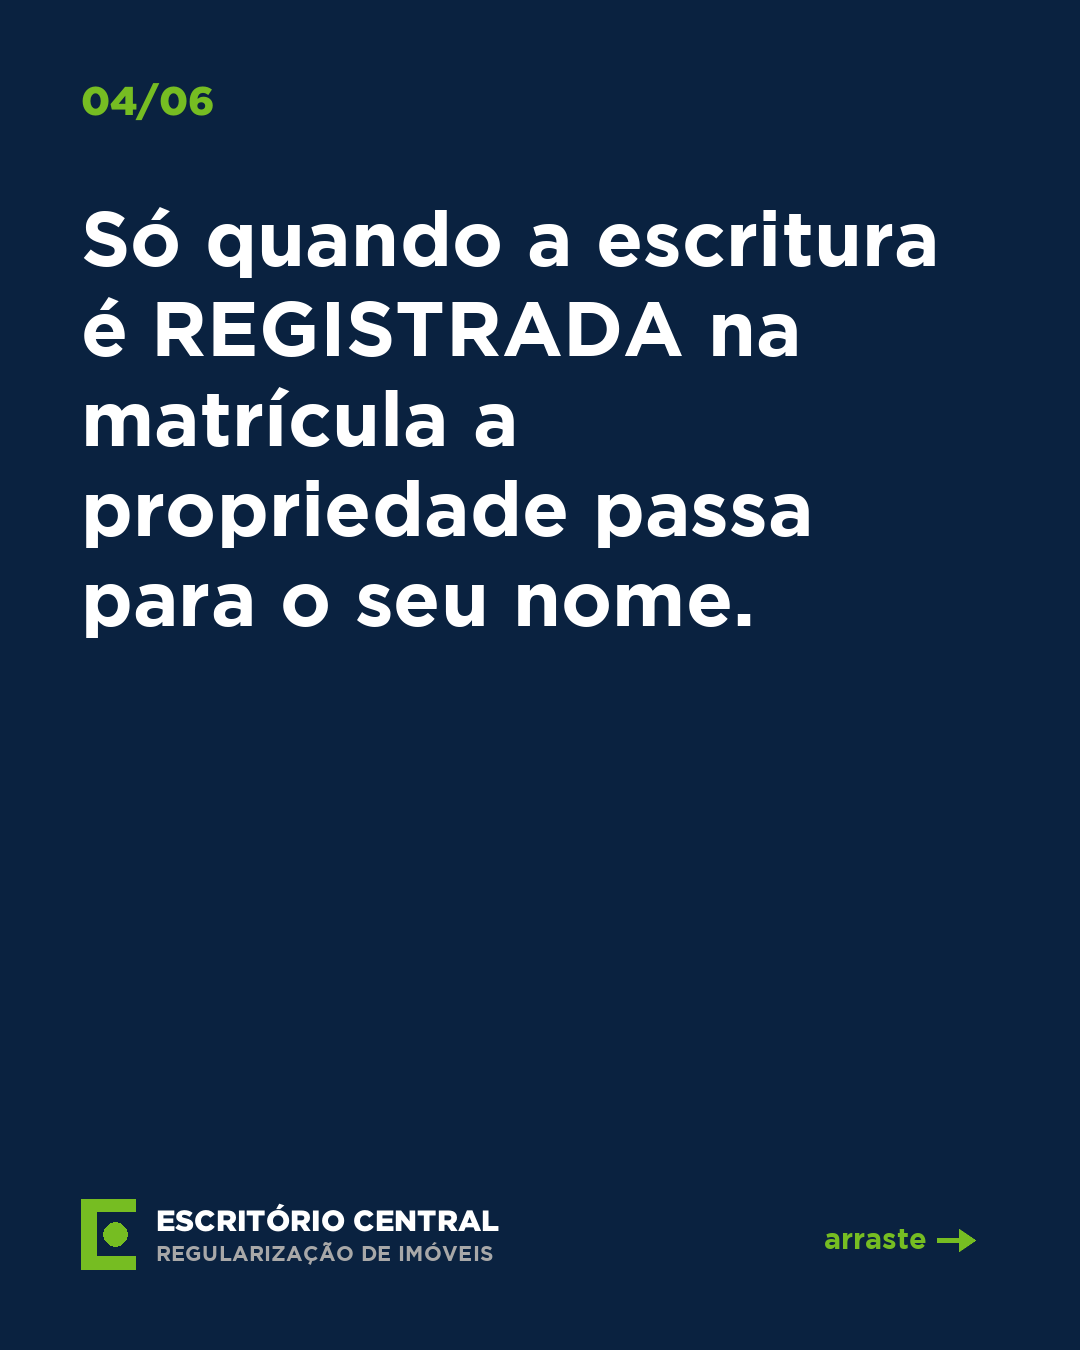 04/06
Só quando a escritura
é REGISTRADA na
matrícula a
propriedade passa
para o seu nome.
ESCRITÓRIO CENTRAL
REGULARIZAÇÃO DE IMÓVEIS
arraste